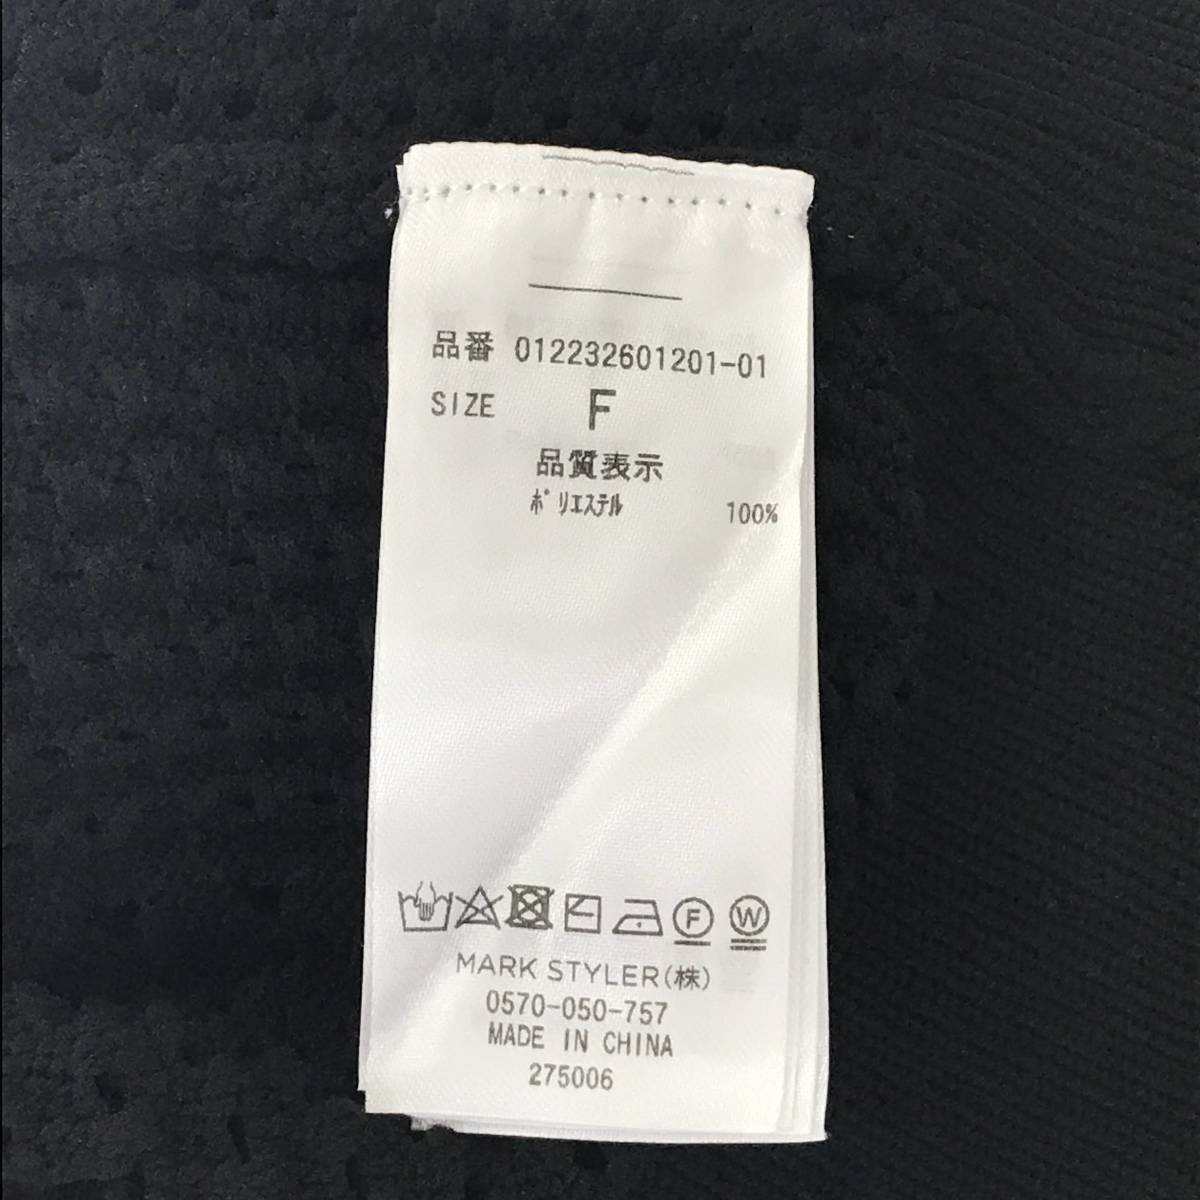 品番 012232601201-01
SIZE F
品質表示
ﾎﾟﾘｴｽﾃﾙ 100%
F W
MARK STYLER(株)
0570-050-757
MADE IN CHINA
275006